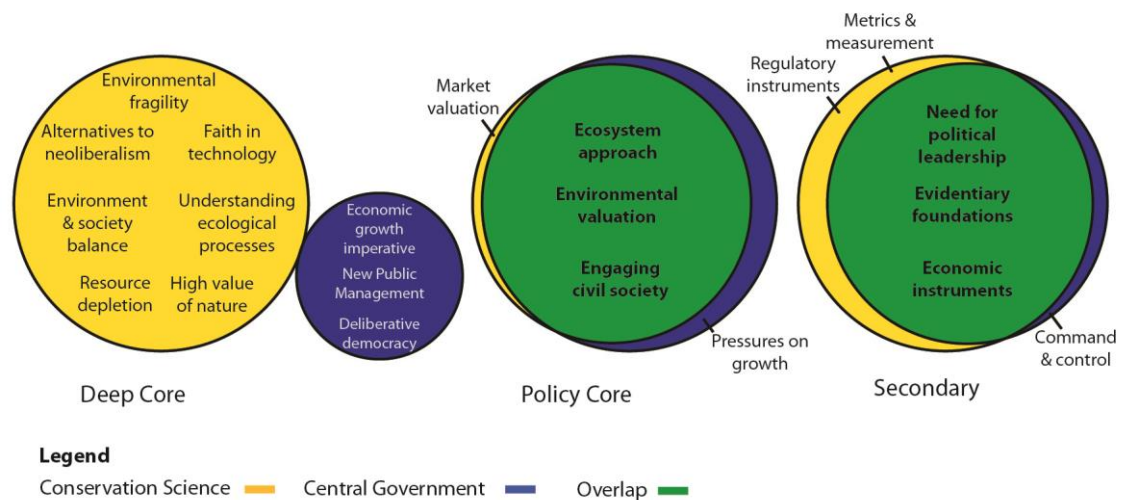 Environmental
fragility
Alternatives to
neoliberalism
Faith in
technology
Environment
& society
balance
Understanding
ecological
processes
Resource
depletion
High value
of nature
Economic
growth
imperative
New Public
Management
Deliberative
democracy
Deep Core
Market
valuation
Ecosystem
approach
Environmental
valuation
Engaging
civil society
Pressures on
growth
Policy Core
Metrics &
measurement
Regulatory
instruments
Need for
political
leadership
Evidentiary
foundations
Economic
instruments
Command
& control
Secondary
Legend
Conservation Science
Central Government
Overlap